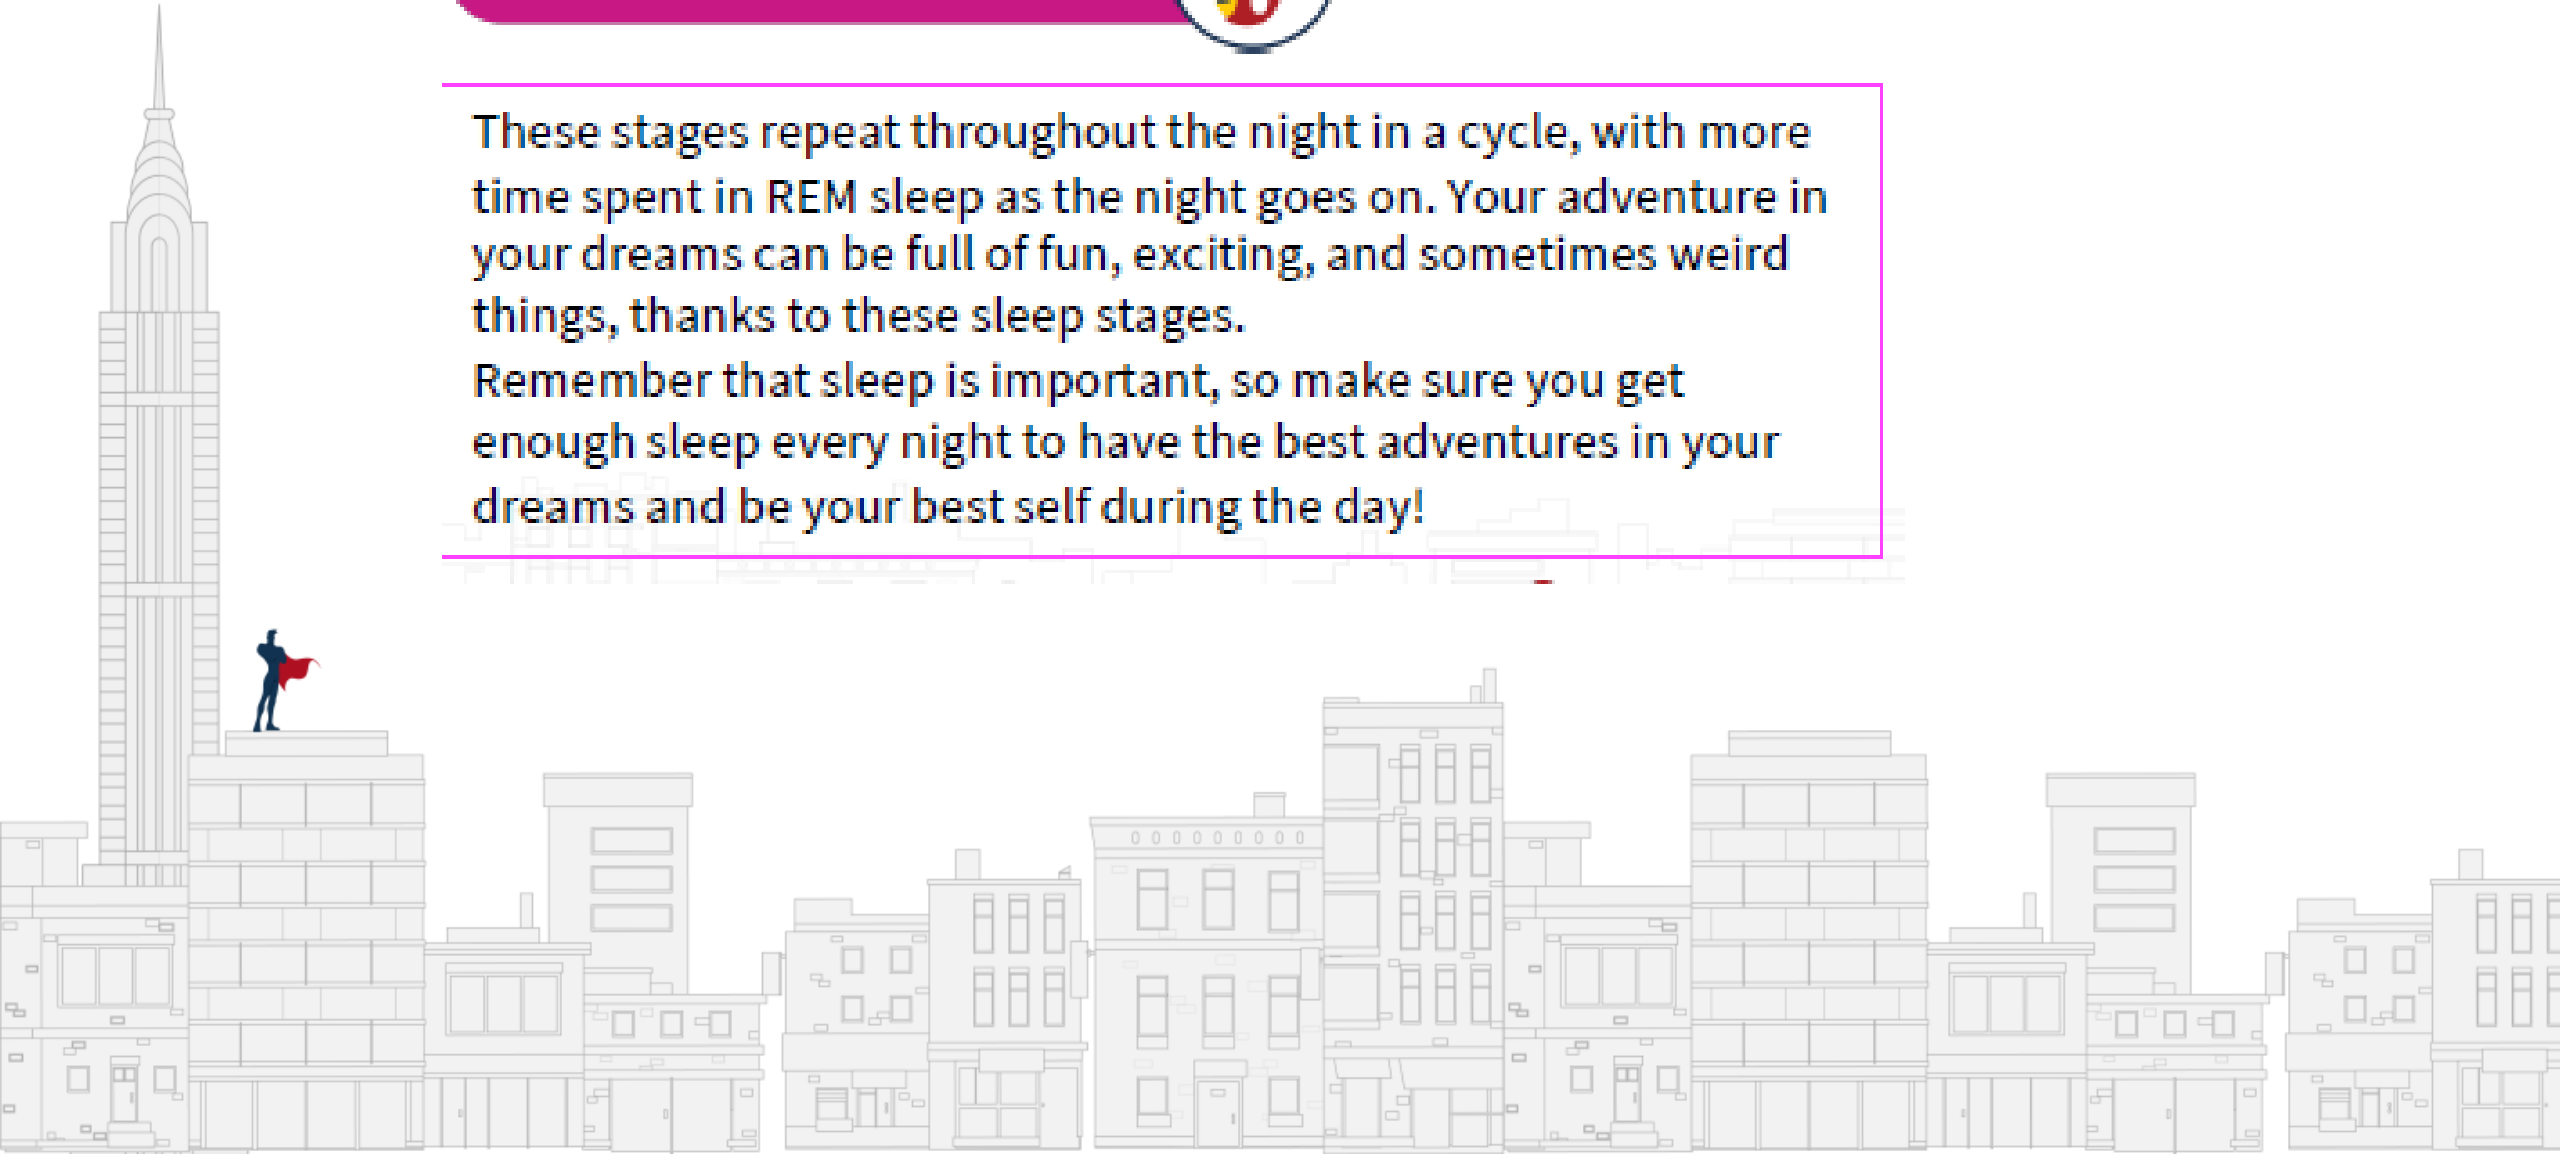 These stages repeat throughout the night in a cycle, with more
time spent in REM sleep as the night goes on. Your adventure in
your dreams can be full of fun, exciting, and sometimes weird
things, thanks to these sleep stages.
Remember that sleep is important, so make sure you get
enough sleep every night to have the best adventures in your
dreams and be your best self during the day!